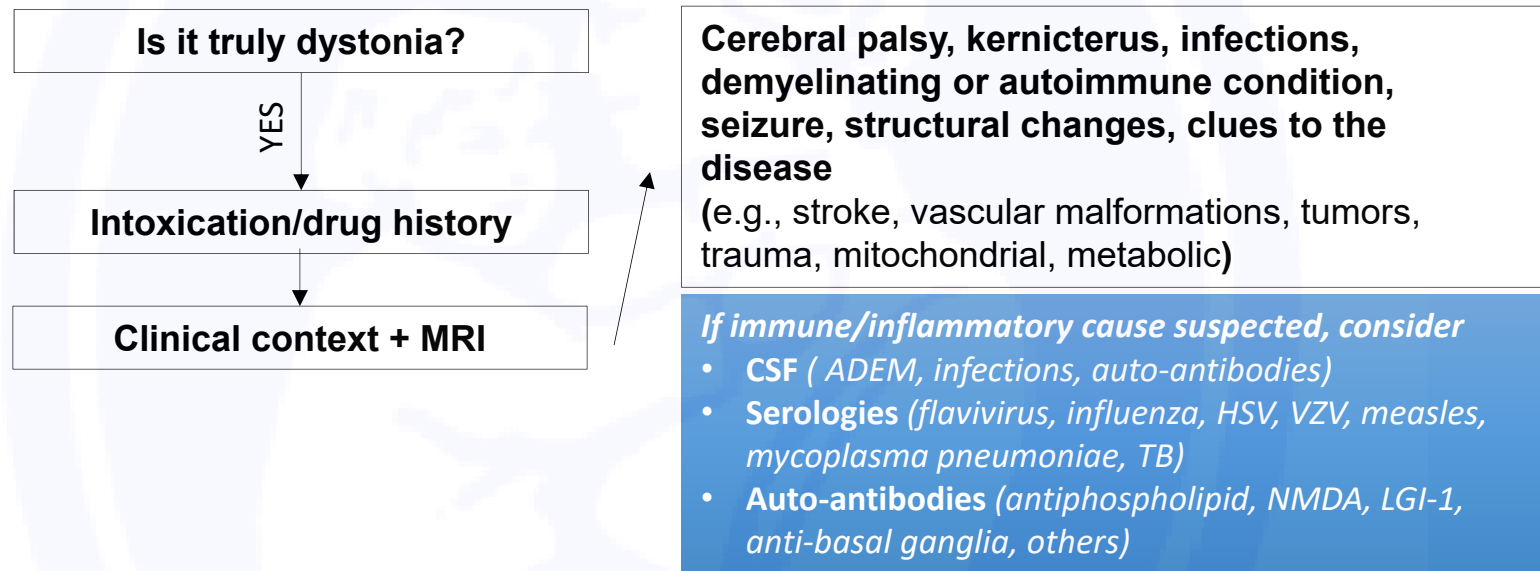 Is it truly dystonia?
YES
Intoxication/drug history
Clinical context + MRI
Cerebral palsy, kernicterus, infections,
demyelinating or autoimmune condition,
seizure, structural changes, clues to the
disease
(e.g., stroke, vascular malformations, tumors,
trauma, mitochondrial, metabolic)
If immune/inflammatory cause suspected, consider
• CSF ( ADEM, infections, auto-antibodies)
• Serologies (flavivirus, influenza, HSV, VZV, measles,
mycoplasma pneumoniae, TB)
• Auto-antibodies (antiphospholipid, NMDA, LGI-1,
anti-basal ganglia, others)